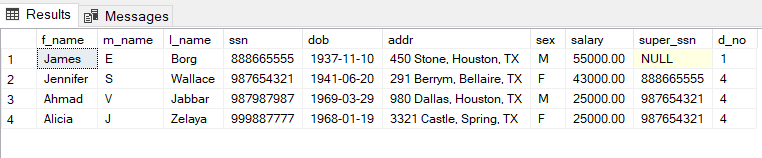 Results Messages
f_name m_name l_name ssn dob addr sex salary super_ssn d_no
1 James E Borg 888665555 1937-11-10 450 Stone, Houston, TX M 55000.00 NULL 1
2 Jennifer S Wallace 987654321 1941-06-20 291 Berrym, Bellaire, TX F 43000.00 888665555 4
3 Ahmad V Jabbar 987987987 1969-03-29 980 Dallas, Houston, TX M 25000.00 987654321 4
4 Alicia J Zelaya 999887777 1968-01-19 3321 Castle, Spring, TX F 25000.00 987654321 4